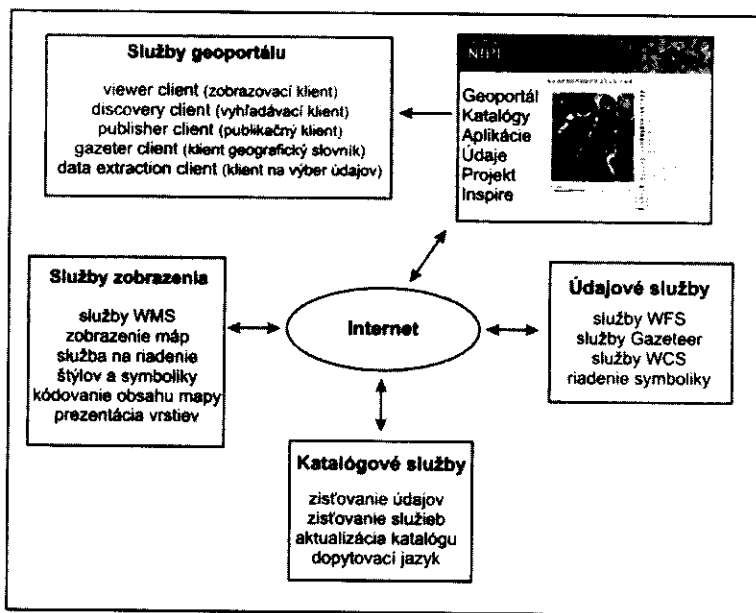 Služby geoportálu
viewer client (zobrazovací klient)
discovery client (vyhľadávací klient)
publisher client (publikačný klient)
gazeter client (klient geografický slovník)
data extraction client (klient na výber údajov)
Geoportál
Katalógy
Aplikácie
Údaje
Projekt
Inspire
Služby zobrazenia
služby WMS
zobrazenie máp
služba na riadenie
štýlov a symboliky
kódovanie obsahu mapy
prezentácia vrstiev
Internet
Údajové služby
služby WFS
služby Gazeteer
služby WCS
riadenie symboliky
Katalógové služby
zisťovanie údajov
zisťovanie služieb
aktualizácia katalógu
dopytovací jazyk